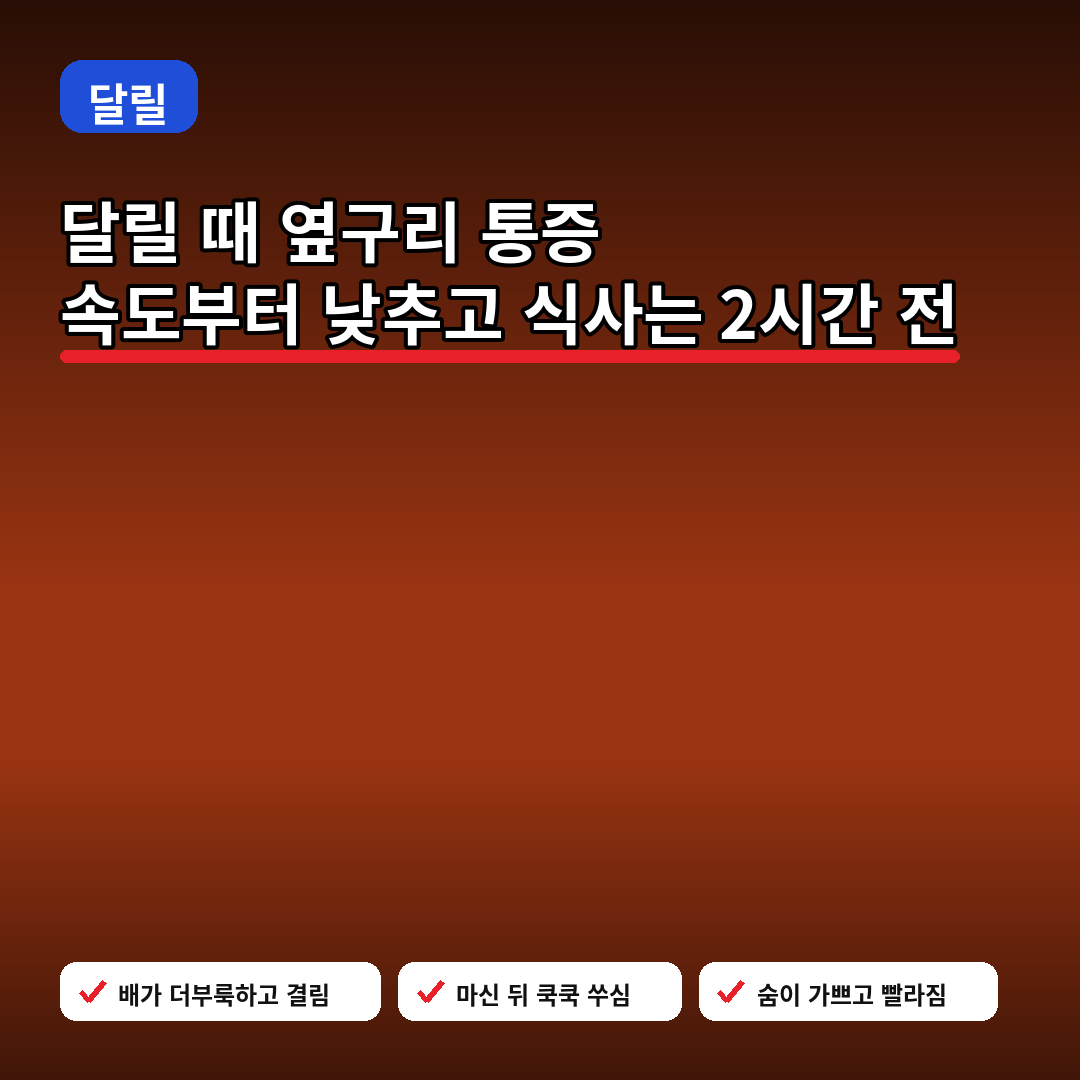 달릴
달릴 때 옆구리 통증
속도부터 낮추고 식사는 2시간 전
배가 더부룩하고 결림
마신 뒤 쿡쿡 쑤심
숨이 가쁘고 빨라짐